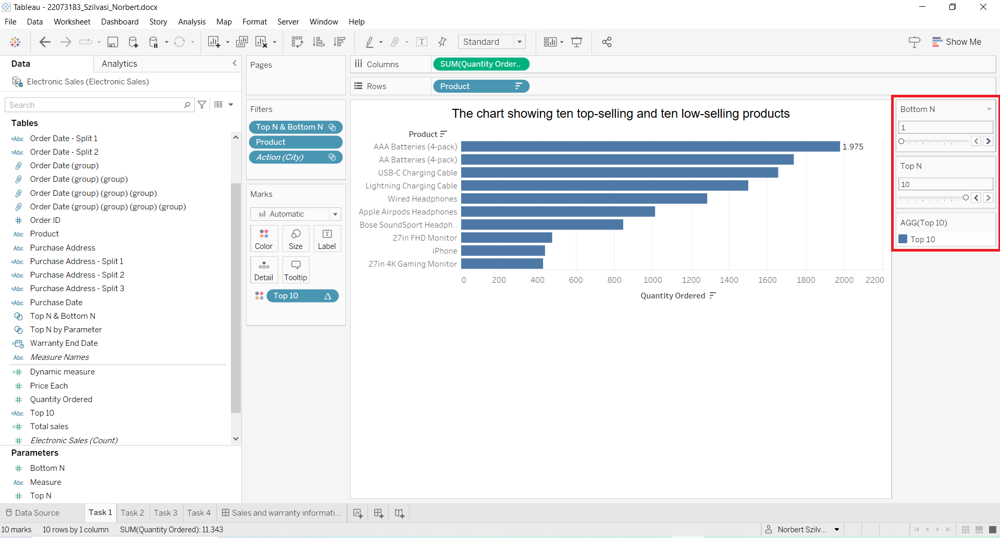 Tableau - 22073183_Szilvasi_Norbert.docx
File Data Worksheet Dashboard Story Analysis Map Format Server Window Help
Standard
Show Me
Data
Analytics
Electronic Sales (Electronic Sales)
Search
Tables
=Abc Order Date - Split 1
=Abc Order Date - Split 2
Order Date (group)
Order Date (group) (group)
Order Date (group) (group) (group)
Order Date (group) (group) (group) (group)
# Order ID
Abc Product
Abc Purchase Address
=Abc Purchase Address - Split 1
=Abc Purchase Address - Split 2
=Abc Purchase Address - Split 3
=Abc Purchase Date
Top N & Bottom N
Top N by Parameter
Warranty End Date
Abc Measure Names
=# Dynamic measure
# Price Each
# Quantity Ordered
=Abc Top 10
=# Total sales
# Electronic Sales (Count)
Parameters
# Bottom N
Abc Measure
# Top N
Pages
Filters
Top N & Bottom N
Product
Action (City)
Marks
Automatic
Color
Size
T
Label
Detail
Tooltip
Top 10
Columns
SUM(Quantity Order..
Rows
Product
The chart showing ten top-selling and ten low-selling products
Product
AAA Batteries (4-pack)
1.975
AA Batteries (4-pack)
USB-C Charging Cable
Lightning Charging Cable
Wired Headphones
Apple Airpods Headphones
Bose SoundSport Headph..
27in FHD Monitor
iPhone
27in 4K Gaming Monitor
0 200 400 600 800 1000 1200 1400 1600 1800 2000 2200
Quantity Ordered
Bottom N
1
Top N
10
AGG(Top 10)
Top 10
Data Source
Task 1
Task 2
Task 3
Task 4
Sales and warranty informati...
10 marks
10 rows by 1 column
SUM(Quantity Ordered): 11.343
Norbert Szilv...